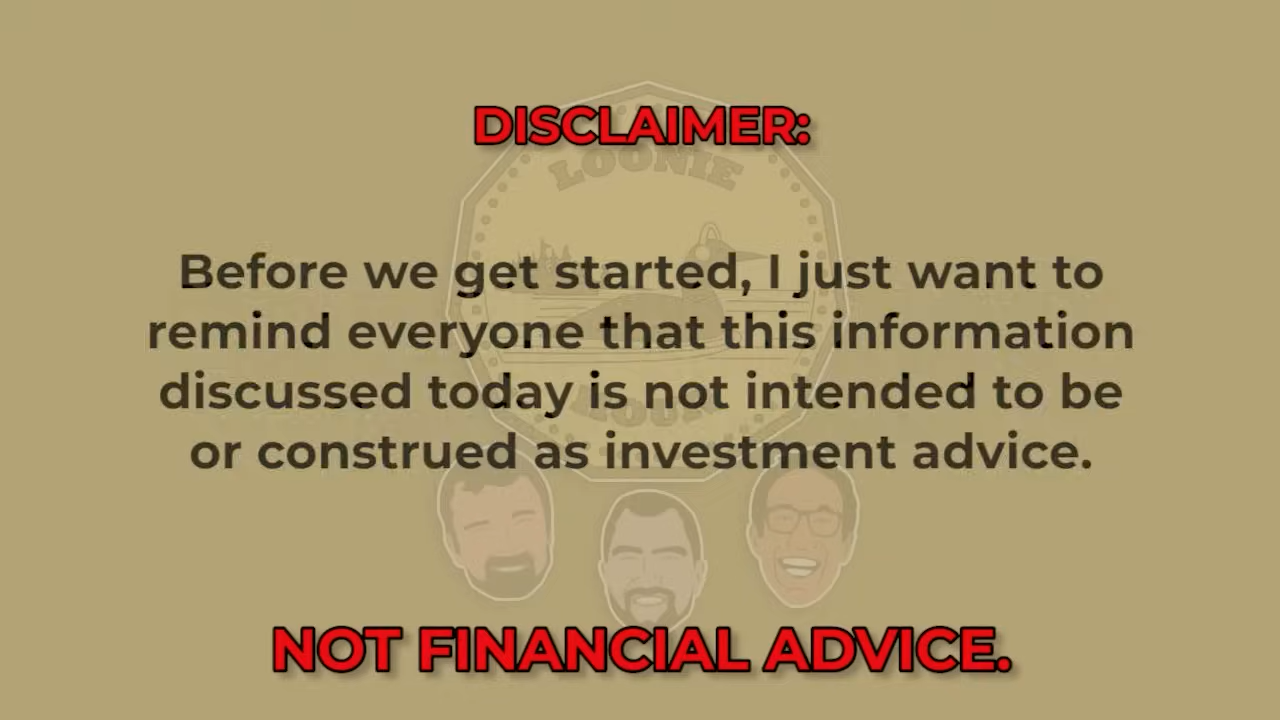 DISCLAIMER:
LOONIE
Before we get started, I just want to
remind everyone that this information
discussed today is not intended to be
or construed as investment advice.
NOT FINANCIAL ADVICE.